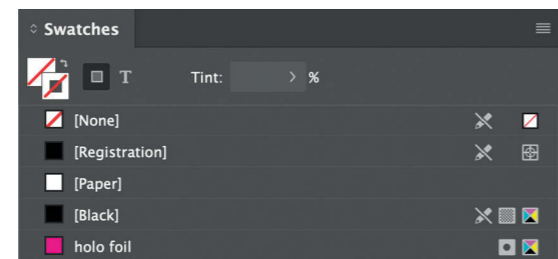 Swatches
T Tint: %
[None]
[Registration]
[Paper]
[Black]
holo foil